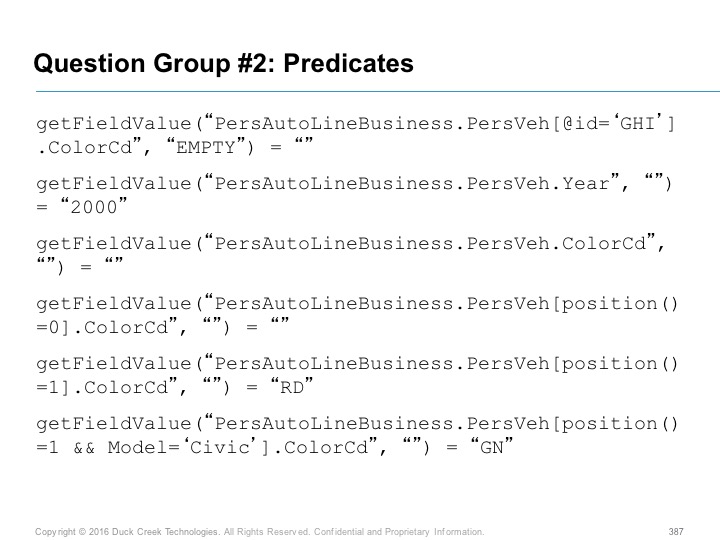 Question Group #2: Predicates
getFieldValue(“PersAutoLineBusiness.PersVeh[@id=‘GHI’]
.ColorCd”, “EMPTY”) = “”
getFieldValue(“PersAutoLineBusiness.PersVeh.Year”, “”)
= “2000”
getFieldValue(“PersAutoLineBusiness.PersVeh.ColorCd”,
“”) = “”
getFieldValue(“PersAutoLineBusiness.PersVeh[position()
=0].ColorCd”, “”) = “”
getFieldValue(“PersAutoLineBusiness.PersVeh[position()
=1].ColorCd”, “”) = “RD”
getFieldValue(“PersAutoLineBusiness.PersVeh[position()
=1 && Model=‘Civic’].ColorCd”, “”) = “GN”
Copyright © 2016 Duck Creek Technologies. All Rights Reserved. Confidential and Proprietary Information.
387